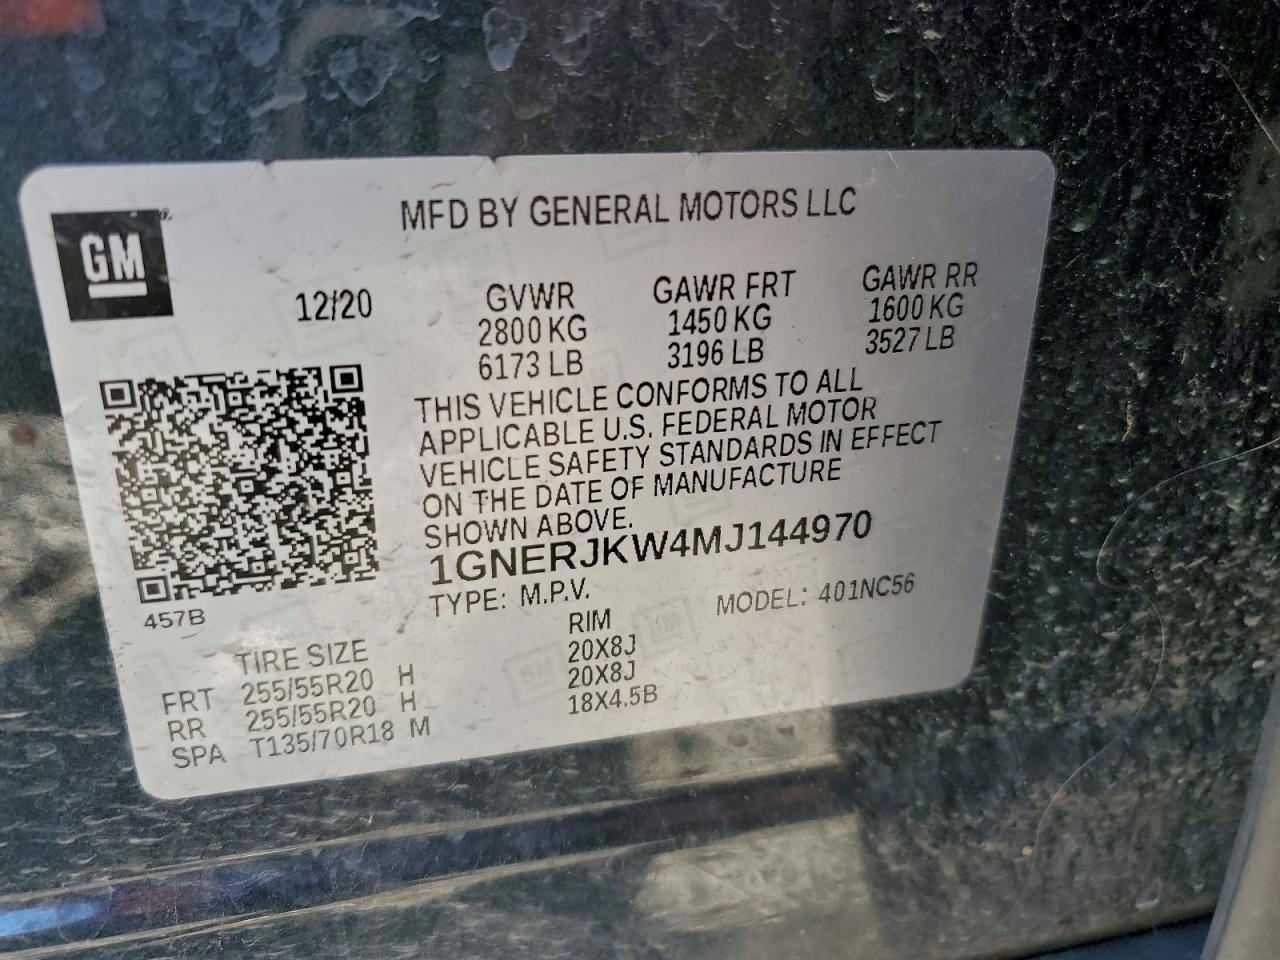 MFD BY GENERAL MOTORS LLC
GM
12/20
GVWR GAWR FRT GAWR RR
2800 KG 1450 KG 1600 KG
6173 LB 3196 LB 3527 LB
THIS VEHICLE CONFORMS TO ALL
APPLICABLE U.S. FEDERAL MOTOR
VEHICLE SAFETY STANDARDS IN EFFECT
ON THE DATE OF MANUFACTURE
SHOWN ABOVE.
1GNERJKW4MJ144970
457B
TYPE: M.P.V. MODEL: 401NC56
TIRE SIZE RIM
FRT 255/55R20 H 20X8J
RR 255/55R20 H 20X8J
SPA T135/70R18 M 18X4.5B